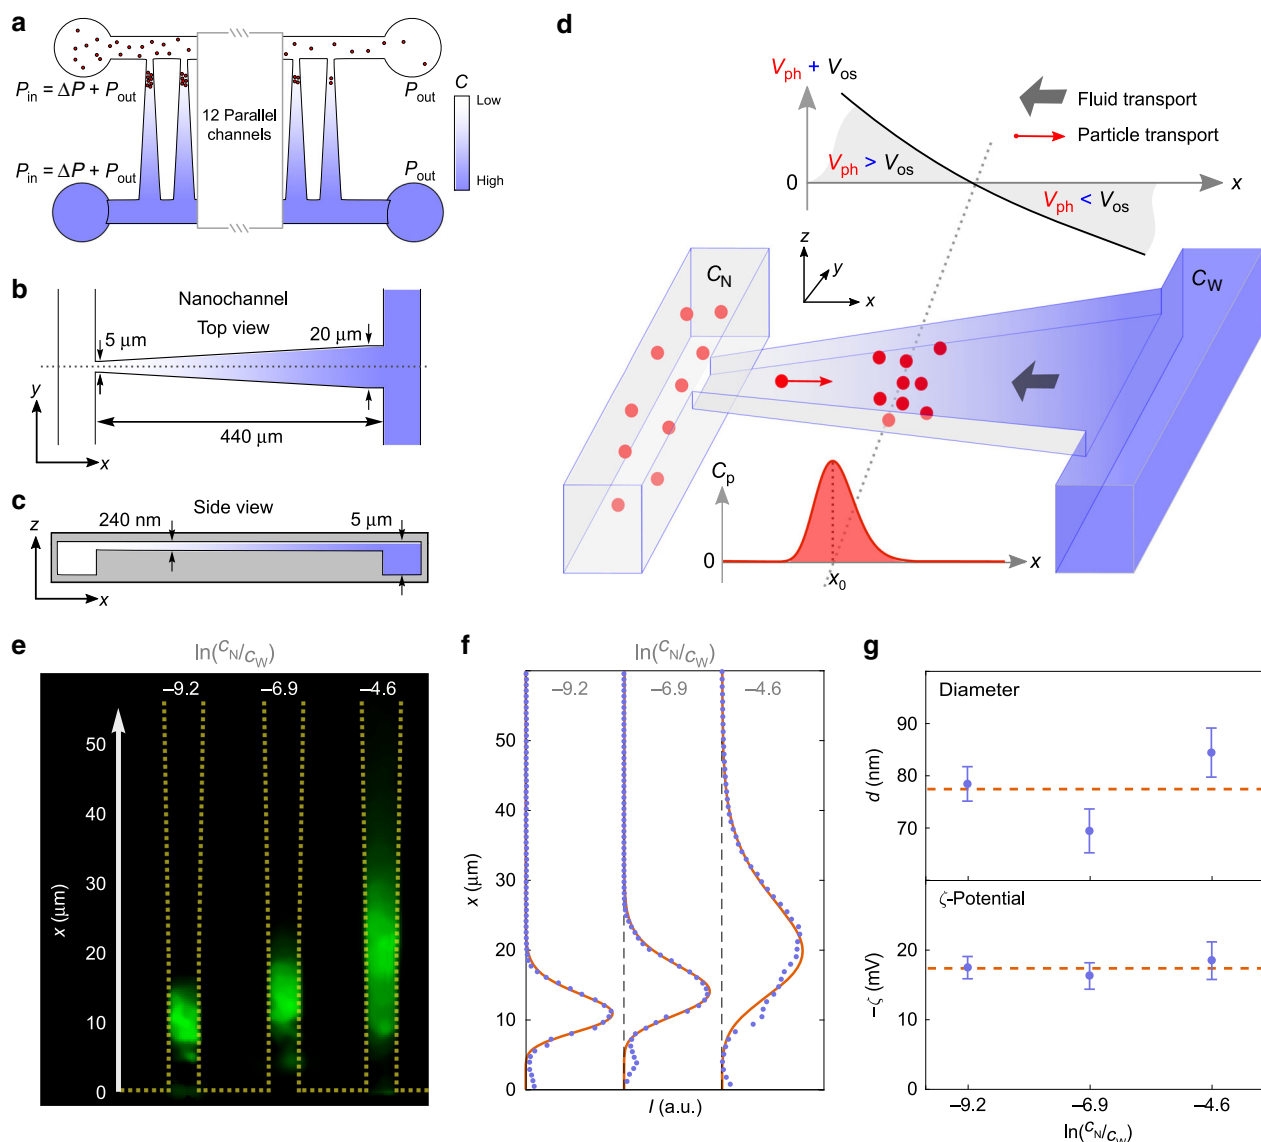 a
P_in = ΔP + P_out
P_out
C
Low
High
12 Parallel
channels
P_in = ΔP + P_out
P_out
b
Nanochannel
Top view
5 μm
20 μm
440 μm
y
x
c
Side view
240 nm
5 μm
z
x
d
V_ph + V_os
Fluid transport
Particle transport
V_ph > V_os
0
x
V_ph < V_os
z
y
x
C_N
C_W
C_p
0
x_0
x
e
ln(C_N/C_W)
−9.2 −6.9 −4.6
50
40
30
20
10
0
x (μm)
f
ln(C_N/C_W)
−9.2 −6.9 −4.6
50
40
30
20
10
0
x (μm)
I (a.u.)
g
Diameter
90
80
70
d (nm)
ζ-Potential
20
10
0
−ζ (mV)
−9.2 −6.9 −4.6
ln(C_N/C_W)